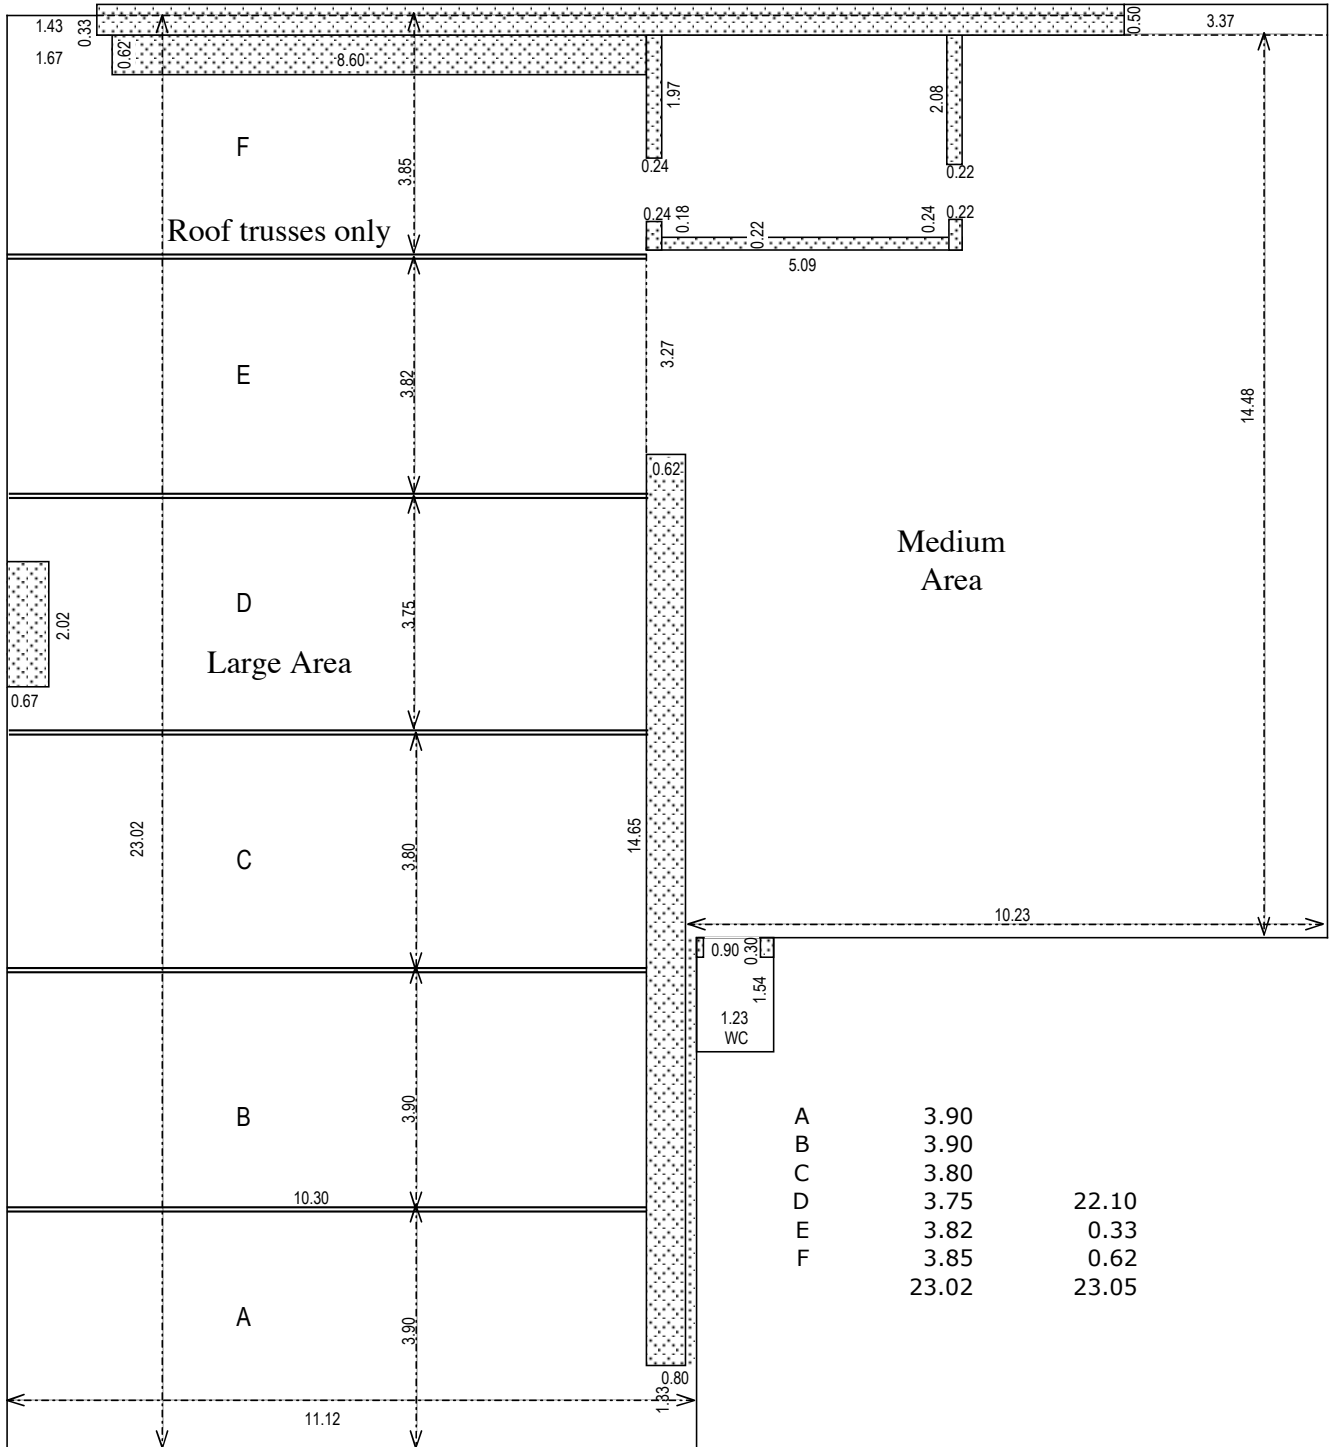 1.43
0.33
0.50
3.37
1.67
0.62
8.60
1.97
2.08
F
3.85
0.24
0.22
Roof trusses only
0.24
0.18
0.22
0.24
0.22
5.09
E
3.82
3.27
14.48
0.62
Medium
Area
D
3.75
2.02
Large Area
0.67
23.02
C
3.80
14.65
10.23
0.90
0.30
1.54
1.23
WC
B
3.90
10.30
A 3.90
B 3.90
C 3.80
D 3.75 22.10
E 3.82 0.33
F 3.85 0.62
23.02 23.05
A
3.90
0.80
1.33
11.12